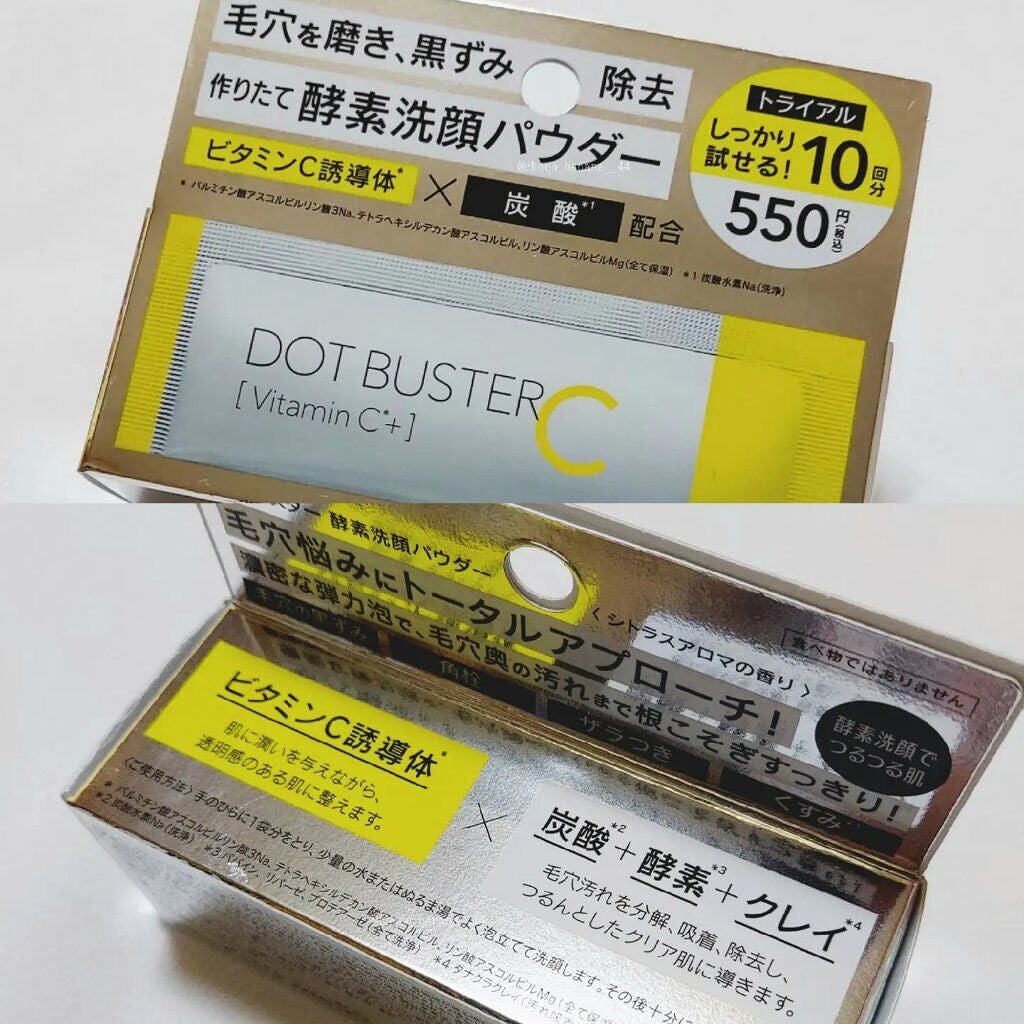 毛穴を磨き、黒ずみ 除去
作りたて 酵素洗顔パウダー
@choco_banana__44
ビタミンC誘導体* × 炭酸*1 配合
* パルミチン酸アスコルビルリン酸3Na、テトラヘキシルデカン酸アスコルビル、リン酸アスコルビルMg(全て保湿) *1 炭酸水素Na(洗浄)
トライアル
しっかり
試せる!
10回分
550円(税込)
DOT BUSTER C
[Vitamin C*+]
酵素洗顔パウダー
毛穴悩みにトータルアプローチ!
濃密な弾力泡で、毛穴奥の汚れまで根こそぎすっきり!
〈シトラスアロマの香り〉
食べ物ではありません
毛穴の黒ずみ
角栓
ザラつき
くすみ
酵素洗顔で
つるつる肌
ビタミンC誘導体*
肌に潤いを与えながら、
透明感のある肌に整えます。
×
炭酸*2+酵素*3+クレイ*4
毛穴汚れを分解、吸着、除去し、
つるんとしたクリア肌に導きます。
〈ご使用方法〉手のひらに1袋分をとり、少量の水またはぬるま湯でよく泡立てて洗顔します。その後十分に
* パルミチン酸アスコルビルリン酸3Na、テトラヘキシルデカン酸アスコルビル、リン酸アスコルビルMg(全て保湿)
*2 炭酸水素Na(洗浄) *3 パパイン、リパーゼ、プロテアーゼ(全て洗浄) *4 タナクラクレイ